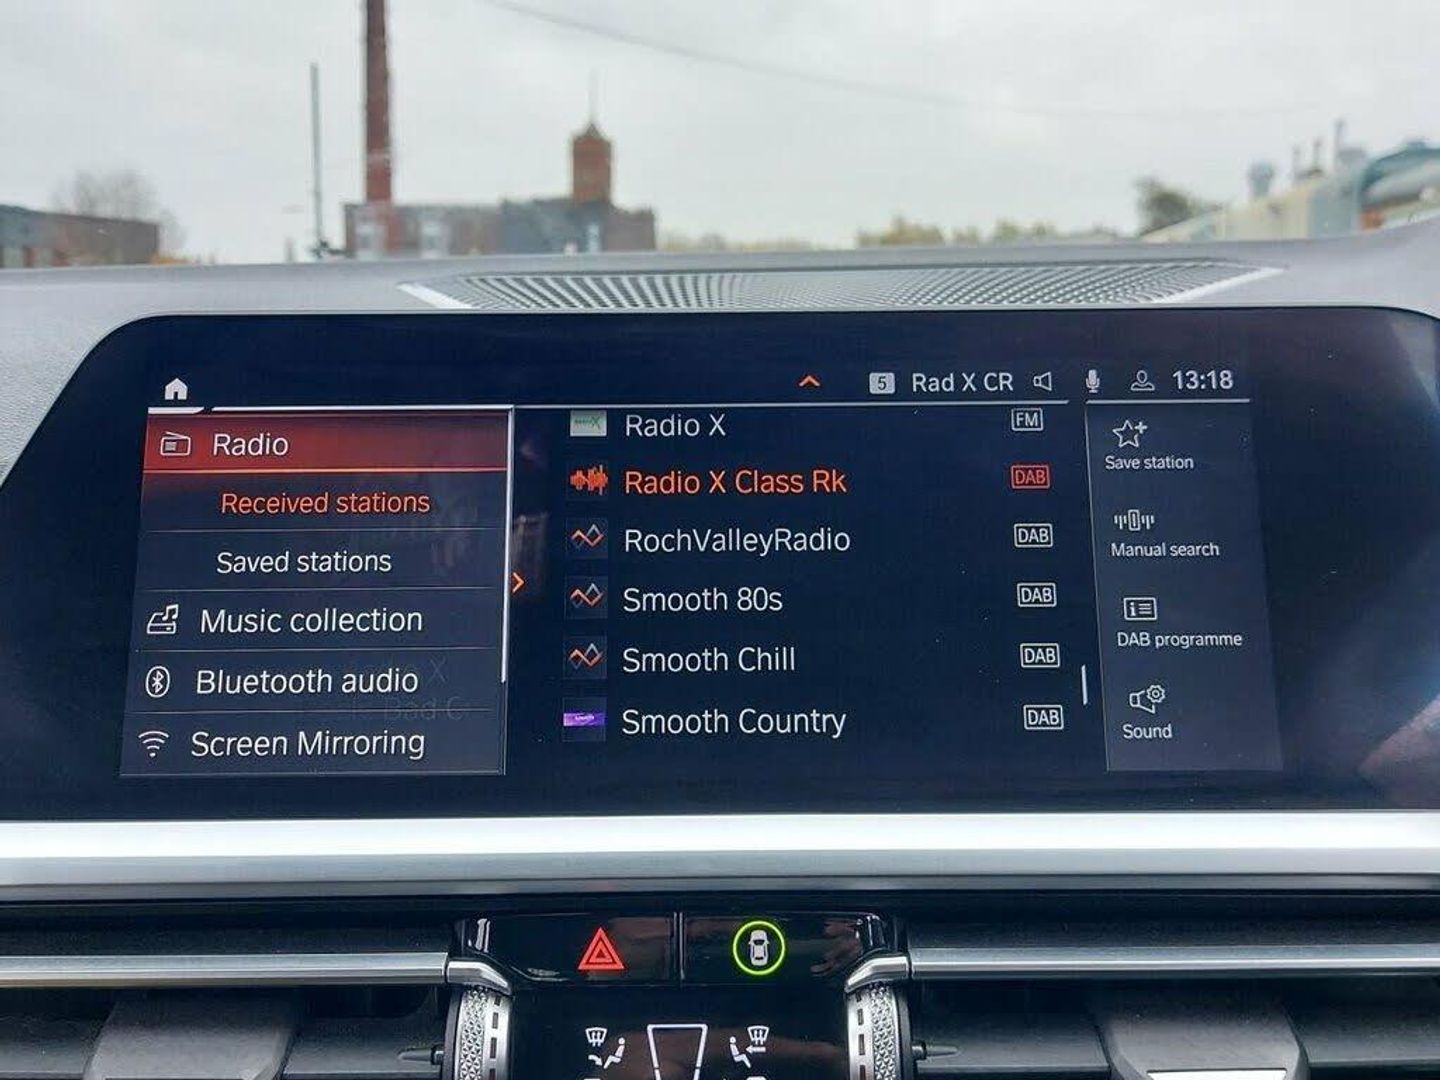 5 Rad X CR 13:18
Radio
Received stations
Saved stations
Music collection
Bluetooth audio
Screen Mirroring
Radio X FM
Radio X Class Rk DAB
RochValleyRadio DAB
Smooth 80s DAB
Smooth Chill DAB
Smooth Country DAB
Save station
Manual search
DAB programme
Sound